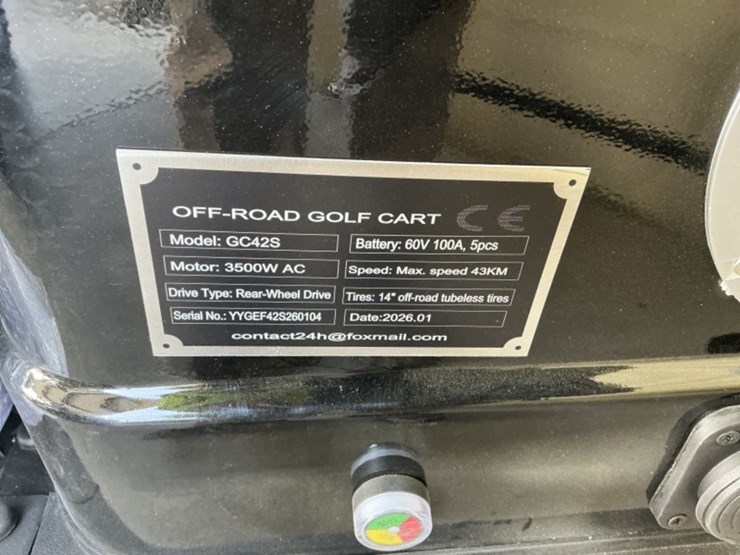 OFF-ROAD GOLF CART CE
Model: GC42S
Battery: 60V 100A, 5pcs
Motor: 3500W AC
Speed: Max. speed 43KM
Drive Type: Rear-Wheel Drive
Tires: 14" off-road tubeless tires
Serial No.: YYGEF42S260104
Date:2026.01
contact24h@foxmail.com